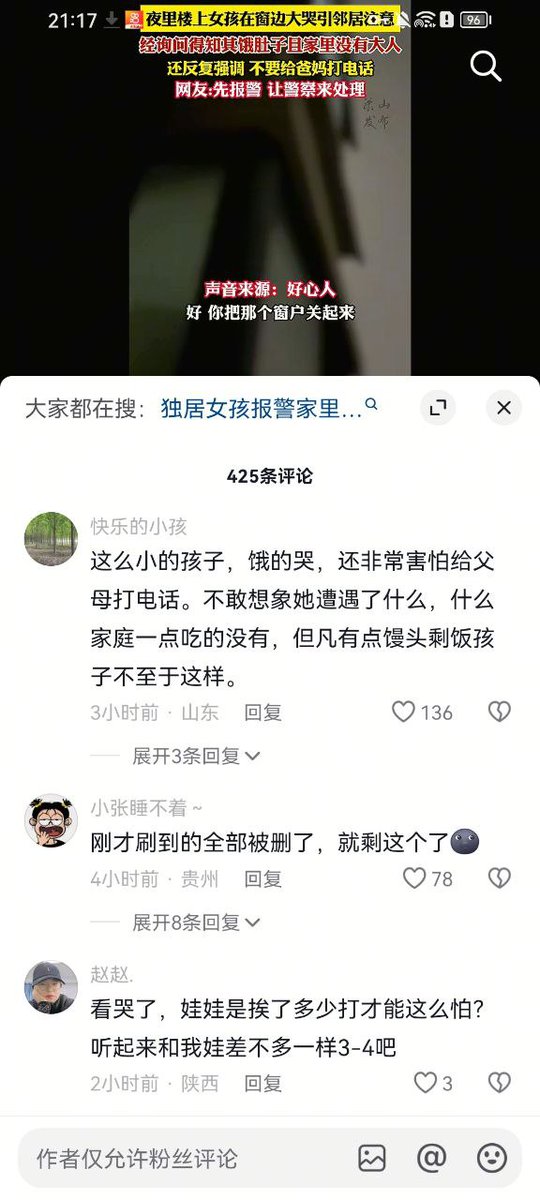 21:17
夜里楼上女孩在窗边大哭引邻居注意
96
经询问得知其饿肚子且家里没有大人
还反复强调 不要给爸妈打电话
网友:先报警 让警察来处理
乐山
发布
声音来源：好心人
好 你把那个窗户关起来
大家都在搜： 独居女孩报警家里...
425条评论
快乐的小孩
这么小的孩子，饿的哭，还非常害怕给父
母打电话。不敢想象她遭遇了什么，什么
家庭一点吃的没有，但凡有点馒头剩饭孩
子不至于这样。
3小时前 · 山东 回复 136
展开3条回复
小张睡不着~
刚才刷到的全部被删了，就剩这个了
4小时前 · 贵州 回复 78
展开8条回复
赵赵.
看哭了，娃娃是挨了多少打才能这么怕？
听起来和我娃差不多一样3-4吧
2小时前 · 陕西 回复 3
作者仅允许粉丝评论